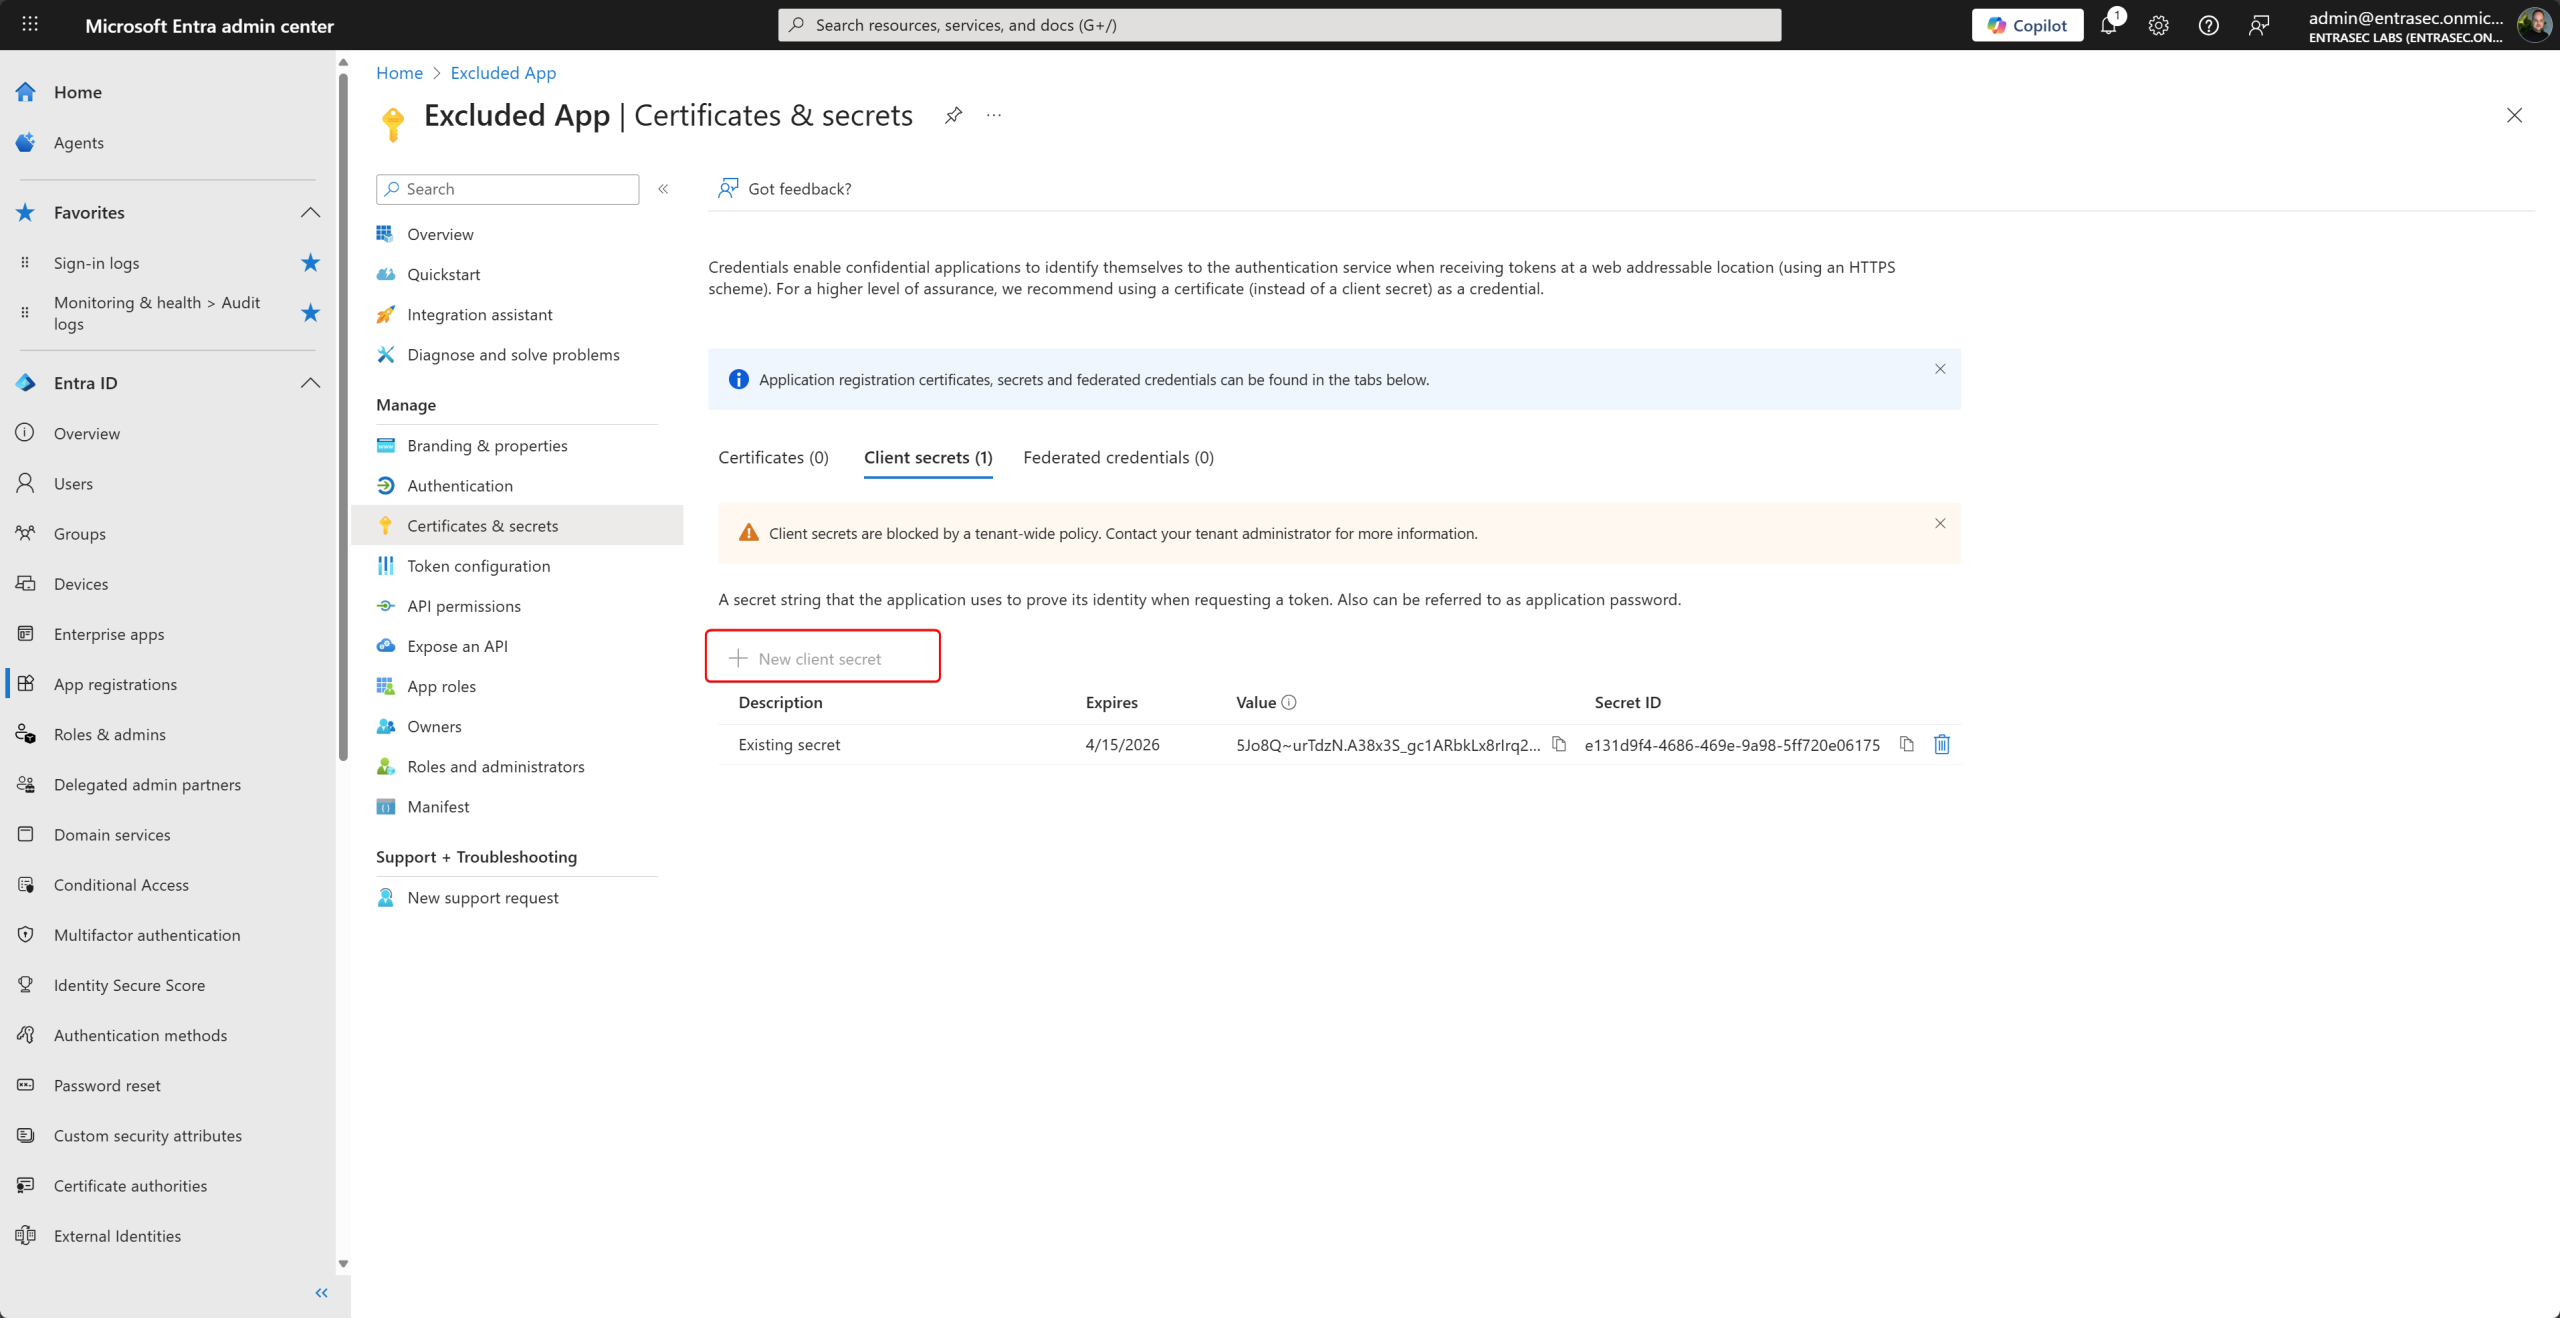 Microsoft Entra admin center
Search resources, services, and docs (G+/)
Copilot
1
admin@entrasec.onmic...
ENTRASEC LABS (ENTRASEC.ON...
Home
Agents
Favorites
Sign-in logs
Monitoring & health > Audit
logs
Entra ID
Overview
Users
Groups
Devices
Enterprise apps
App registrations
Roles & admins
Delegated admin partners
Domain services
Conditional Access
Multifactor authentication
Identity Secure Score
Authentication methods
Password reset
Custom security attributes
Certificate authorities
External Identities
Home > Excluded App
Excluded App | Certificates & secrets
Search
Overview
Quickstart
Integration assistant
Diagnose and solve problems
Manage
Branding & properties
Authentication
Certificates & secrets
Token configuration
API permissions
Expose an API
App roles
Owners
Roles and administrators
Manifest
Support + Troubleshooting
New support request
Got feedback?
Credentials enable confidential applications to identify themselves to the authentication service when receiving tokens at a web addressable location (using an HTTPS
scheme). For a higher level of assurance, we recommend using a certificate (instead of a client secret) as a credential.
Application registration certificates, secrets and federated credentials can be found in the tabs below.
Certificates (0) Client secrets (1) Federated credentials (0)
Client secrets are blocked by a tenant-wide policy. Contact your tenant administrator for more information.
A secret string that the application uses to prove its identity when requesting a token. Also can be referred to as application password.
New client secret
Description Expires Value Secret ID
Existing secret 4/15/2026 5Jo8Q~urTdzN.A38x3S_gc1ARbkLx8rIrq2... e131d9f4-4686-469e-9a98-5ff720e06175